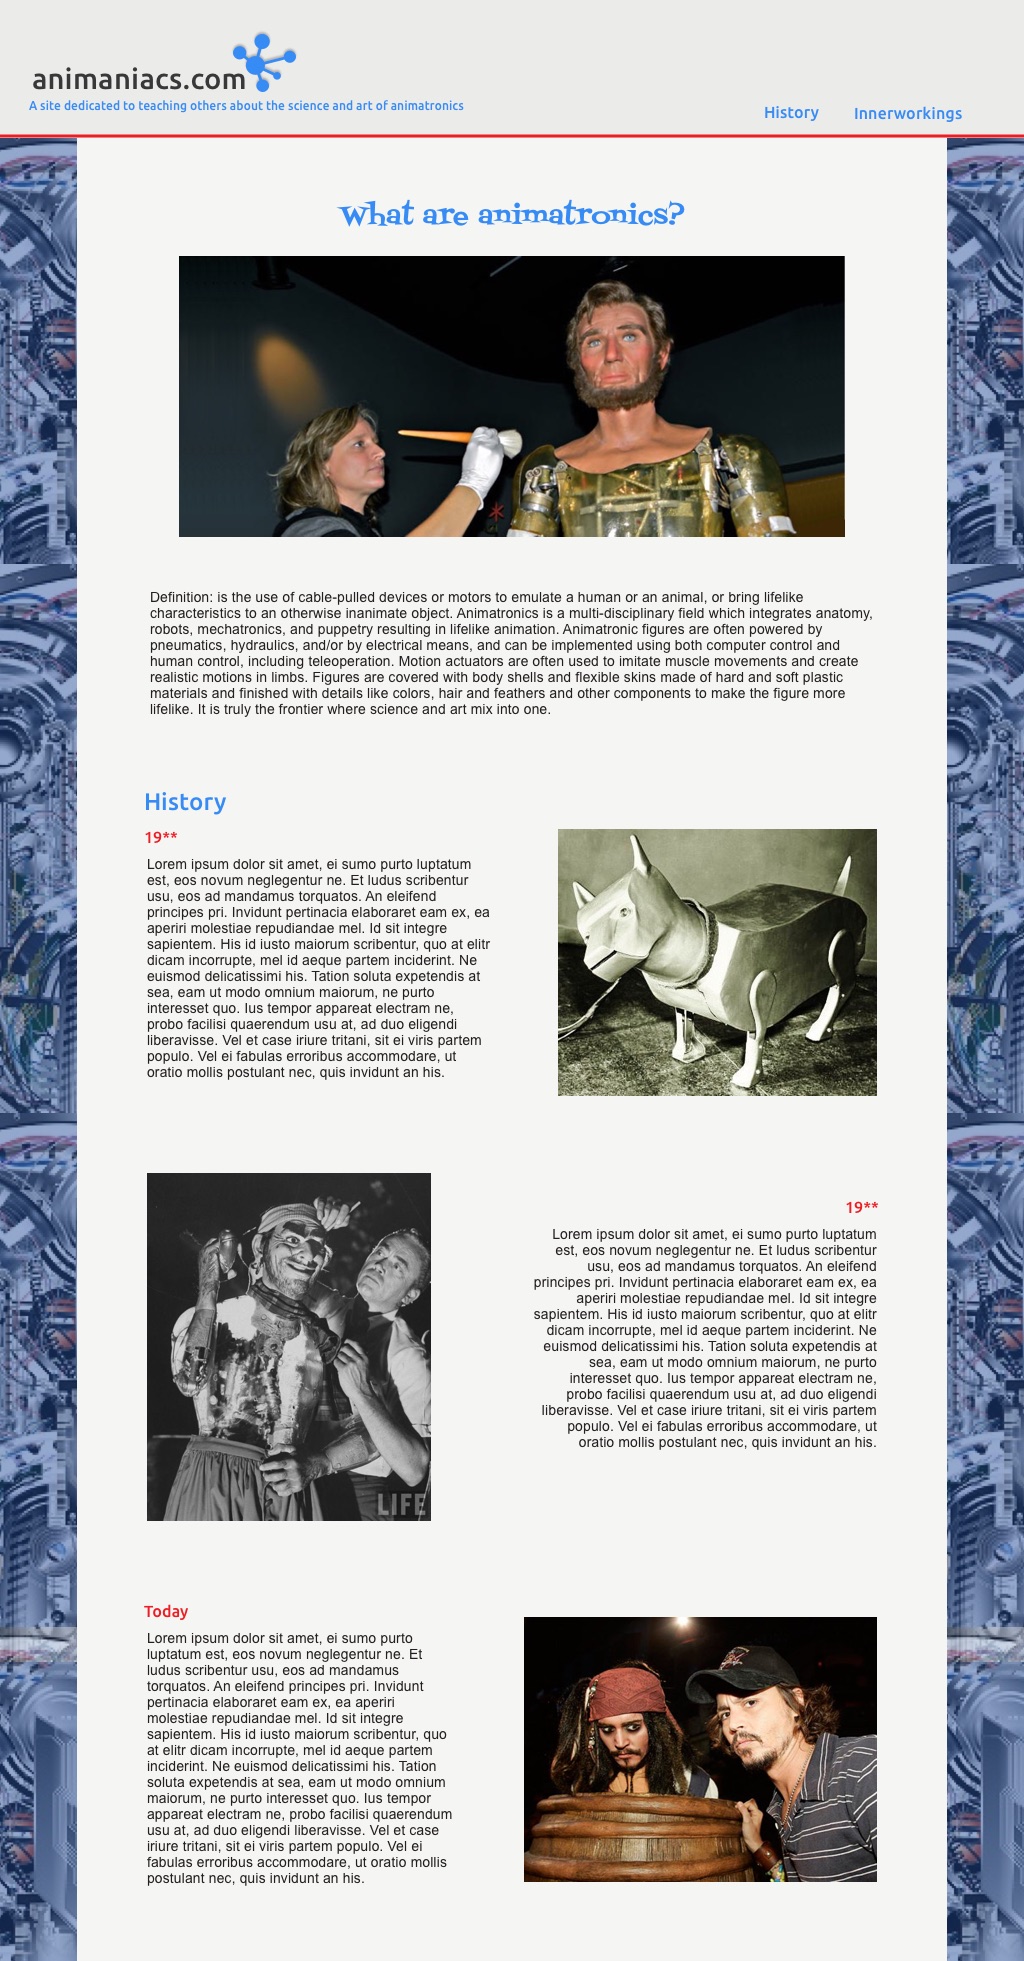 animaniacs.com
A site dedicated to teaching others about the science and art of animatronics
History Innerworkings
What are animatronics?
Definition: is the use of cable-pulled devices or motors to emulate a human or an animal, or bring lifelike
characteristics to an otherwise inanimate object. Animatronics is a multi-disciplinary field which integrates anatomy,
robots, mechatronics, and puppetry resulting in lifelike animation. Animatronic figures are often powered by
pneumatics, hydraulics, and/or by electrical means, and can be implemented using both computer control and
human control, including teleoperation. Motion actuators are often used to imitate muscle movements and create
realistic motions in limbs. Figures are covered with body shells and flexible skins made of hard and soft plastic
materials and finished with details like colors, hair and feathers and other components to make the figure more
lifelike. It is truly the frontier where science and art mix into one.
History
19**
Lorem ipsum dolor sit amet, ei sumo purto luptatum
est, eos novum neglegentur ne. Et ludus scribentur
usu, eos ad mandamus torquatos. An eleifend
principes pri. Invidunt pertinacia elaboraret eam ex, ea
aperiri molestiae repudiandae mel. Id sit integre
sapientem. His id iusto maiorum scribentur, quo at elitr
dicam incorrupte, mel id aeque partem inciderint. Ne
euismod delicatissimi his. Tation soluta expetendis at
sea, eam ut modo omnium maiorum, ne purto
interesset quo. Ius tempor appareat electram ne,
probo facilisi quaerendum usu at, ad duo eligendi
liberavisse. Vel et case iriure tritani, sit ei viris partem
populo. Vel ei fabulas erroribus accommodare, ut
oratio mollis postulant nec, quis invidunt an his.
LIFE
19**
Lorem ipsum dolor sit amet, ei sumo purto luptatum
est, eos novum neglegentur ne. Et ludus scribentur
usu, eos ad mandamus torquatos. An eleifend
principes pri. Invidunt pertinacia elaboraret eam ex, ea
aperiri molestiae repudiandae mel. Id sit integre
sapientem. His id iusto maiorum scribentur, quo at elitr
dicam incorrupte, mel id aeque partem inciderint. Ne
euismod delicatissimi his. Tation soluta expetendis at
sea, eam ut modo omnium maiorum, ne purto
interesset quo. Ius tempor appareat electram ne,
probo facilisi quaerendum usu at, ad duo eligendi
liberavisse. Vel et case iriure tritani, sit ei viris partem
populo. Vel ei fabulas erroribus accommodare, ut
oratio mollis postulant nec, quis invidunt an his.
Today
Lorem ipsum dolor sit amet, ei sumo purto
luptatum est, eos novum neglegentur ne. Et
ludus scribentur usu, eos ad mandamus
torquatos. An eleifend principes pri. Invidunt
pertinacia elaboraret eam ex, ea aperiri
molestiae repudiandae mel. Id sit integre
sapientem. His id iusto maiorum scribentur, quo
at elitr dicam incorrupte, mel id aeque partem
inciderint. Ne euismod delicatissimi his. Tation
soluta expetendis at sea, eam ut modo omnium
maiorum, ne purto interesset quo. Ius tempor
appareat electram ne, probo facilisi quaerendum
usu at, ad duo eligendi liberavisse. Vel et case
iriure tritani, sit ei viris partem populo. Vel ei
fabulas erroribus accommodare, ut oratio mollis
postulant nec, quis invidunt an his.